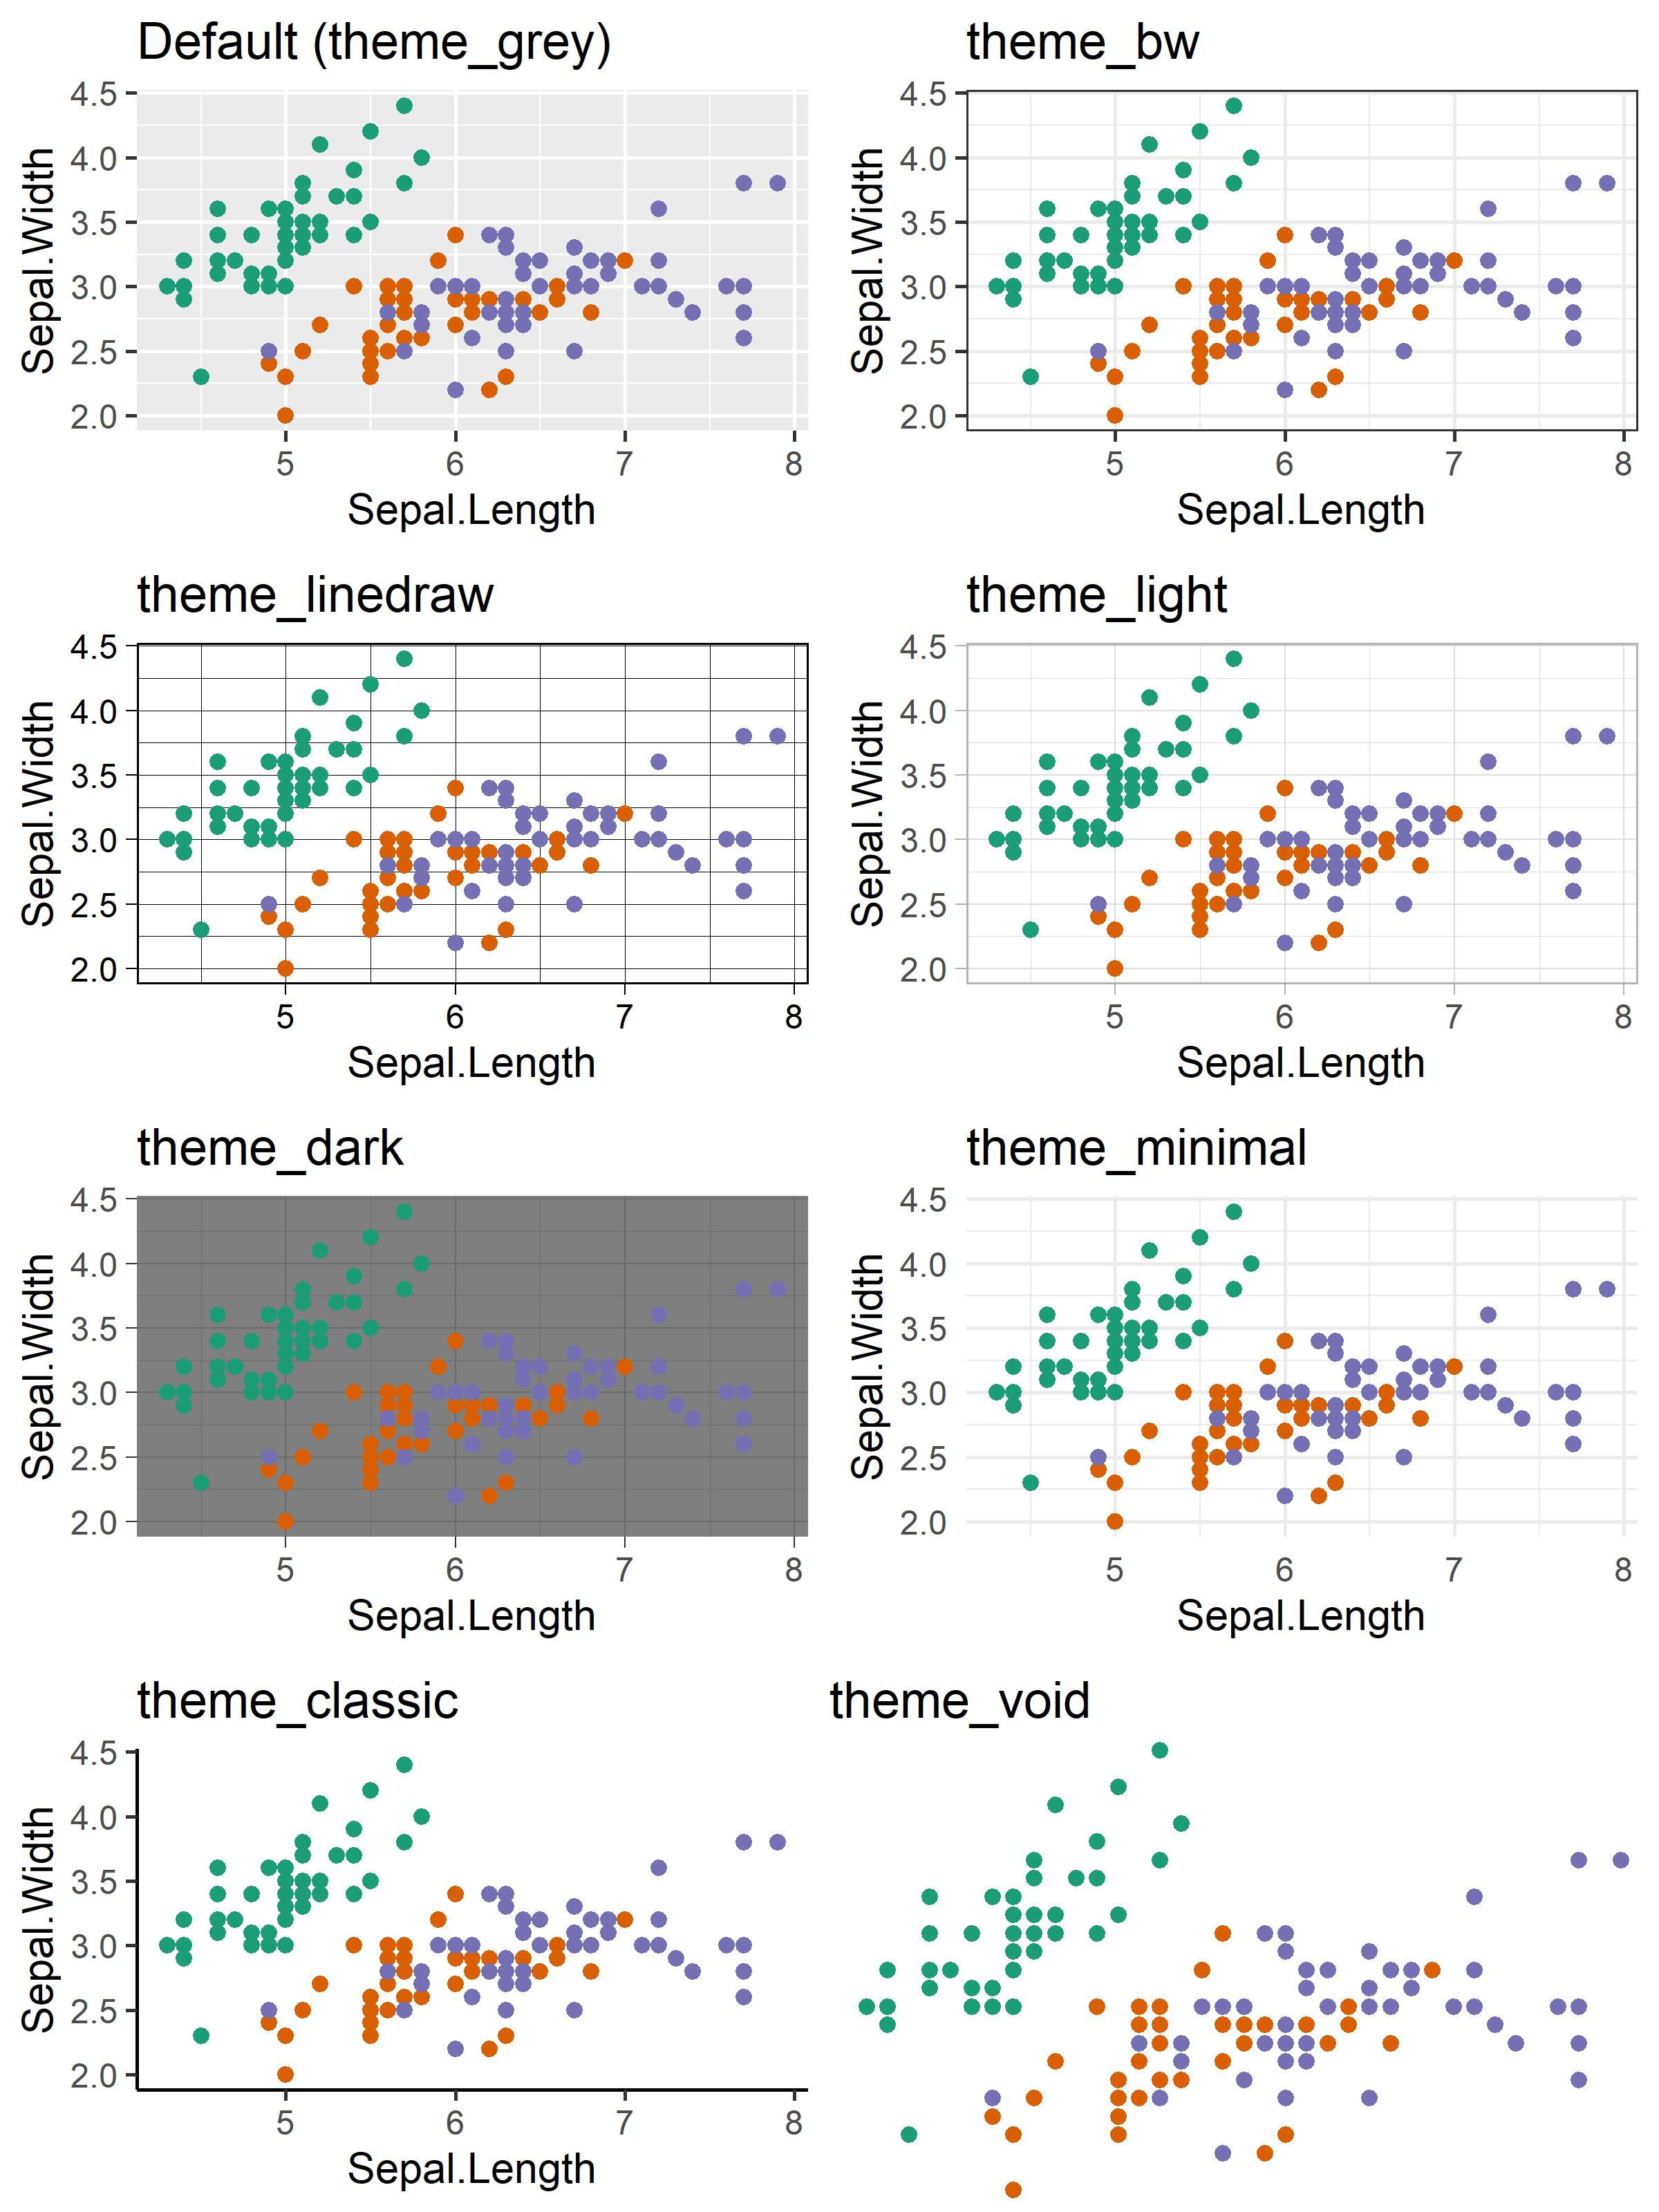 Default (theme_grey)
4.5
4.0
3.5
3.0
2.5
2.0
Sepal.Width
5 6 7 8
Sepal.Length
theme_bw
4.5
4.0
3.5
3.0
2.5
2.0
Sepal.Width
5 6 7 8
Sepal.Length
theme_linedraw
4.5
4.0
3.5
3.0
2.5
2.0
Sepal.Width
5 6 7 8
Sepal.Length
theme_light
4.5
4.0
3.5
3.0
2.5
2.0
Sepal.Width
5 6 7 8
Sepal.Length
theme_dark
4.5
4.0
3.5
3.0
2.5
2.0
Sepal.Width
5 6 7 8
Sepal.Length
theme_minimal
4.5
4.0
3.5
3.0
2.5
2.0
Sepal.Width
5 6 7 8
Sepal.Length
theme_classic
4.5
4.0
3.5
3.0
2.5
2.0
Sepal.Width
5 6 7 8
Sepal.Length
theme_void